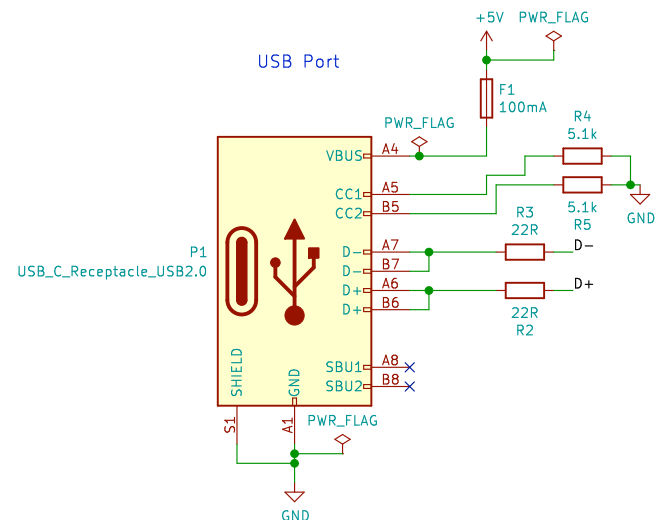 +5V
PWR_FLAG
USB Port
F1
100mA
PWR_FLAG
R4
5.1k
VBUS
A4
CC1
A5
CC2
B5
5.1k
R5
GND
R3
22R
P1
USB_C_Receptacle_USB2.0
D-
A7
D-
D-
B7
D+
A6
D+
D+
B6
22R
R2
SBU1
A8
SBU2
B8
SHIELD
GND
S1
A1
PWR_FLAG
GND